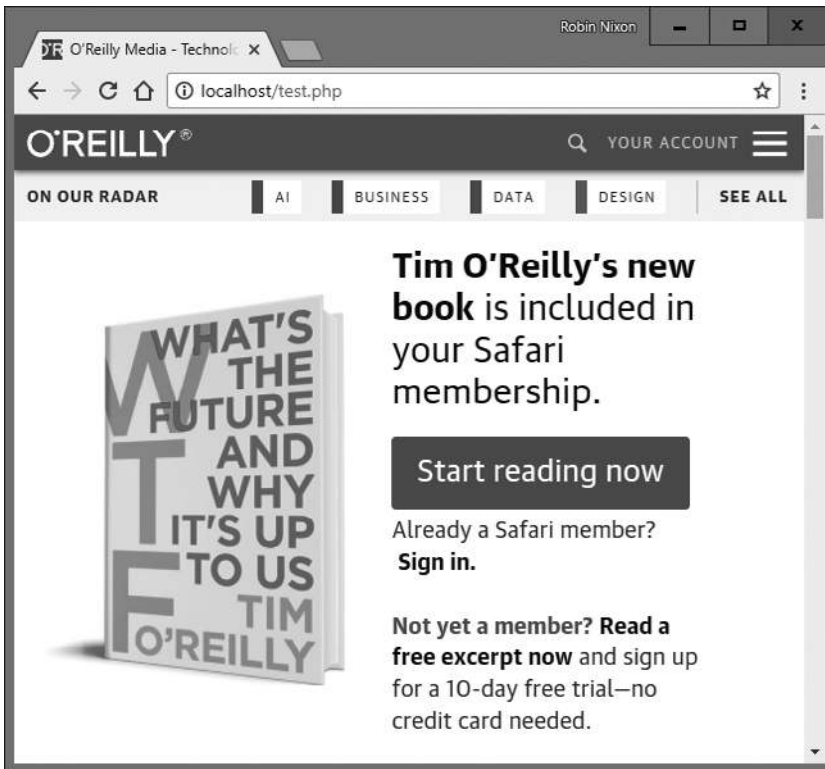 Robin Nixon
O'R O'Reilly Media - Technolo
localhost/test.php
O'REILLY®
YOUR ACCOUNT
ON OUR RADAR AI BUSINESS DATA DESIGN SEE ALL
Tim O'Reilly's new
book is included in
your Safari
membership.
Start reading now
Already a Safari member?
Sign in.
Not yet a member? Read a
free excerpt now and sign up
for a 10-day free trial—no
credit card needed.
WTF
WHAT'S
THE
FUTURE
AND
WHY
IT'S UP
TO US
TIM
O'REILLY